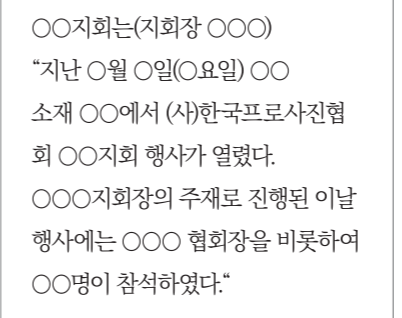 ○○지회는(지회장 ○○○)
“지난 ○월 ○일(○요일) ○○
소재 ○○에서 (사)한국프로사진협
회 ○○지회 행사가 열렸다.
○○○지회장의 주재로 진행된 이날
행사에는 ○○○ 협회장을 비롯하여
○○명이 참석하였다.“